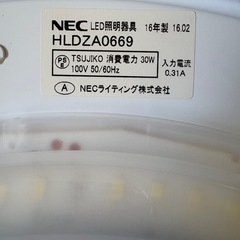 NEC LED照明器具 16年製 16.02
HLDZA0669
PSE TSUJIKO 消費電力 30W 入力電流
100V 50/60Hz 0.31A
A NECライティング株式会社